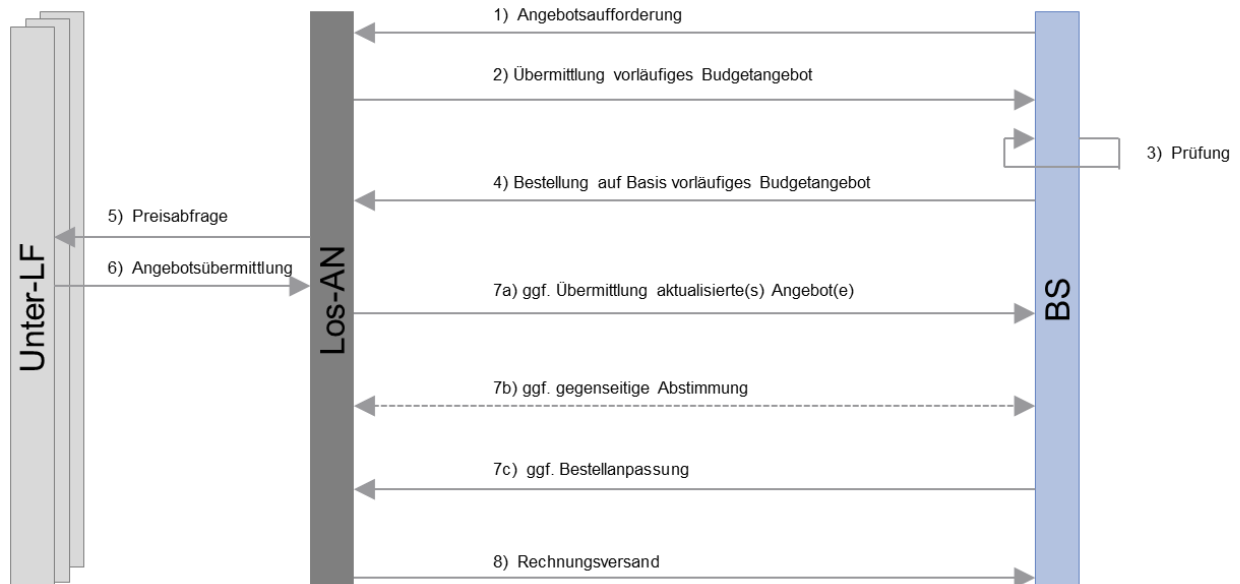 1) Angebotsaufforderung
2) Übermittlung vorläufiges Budgetangebot
3) Prüfung
4) Bestellung auf Basis vorläufiges Budgetangebot
5) Preisabfrage
6) Angebotsübermittlung
7a) ggf. Übermittlung aktualisierte(s) Angebot(e)
7b) ggf. gegenseitige Abstimmung
7c) ggf. Bestellanpassung
8) Rechnungsversand
Unter-LF
Los-AN
BS